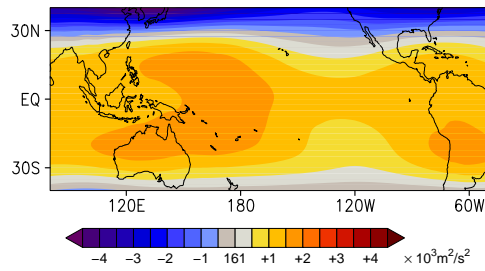 30N
EQ
30S
120E 180 120W 60W
−4 −3 −2 −1 161 +1 +2 +3 +4 ×10³m²/s²